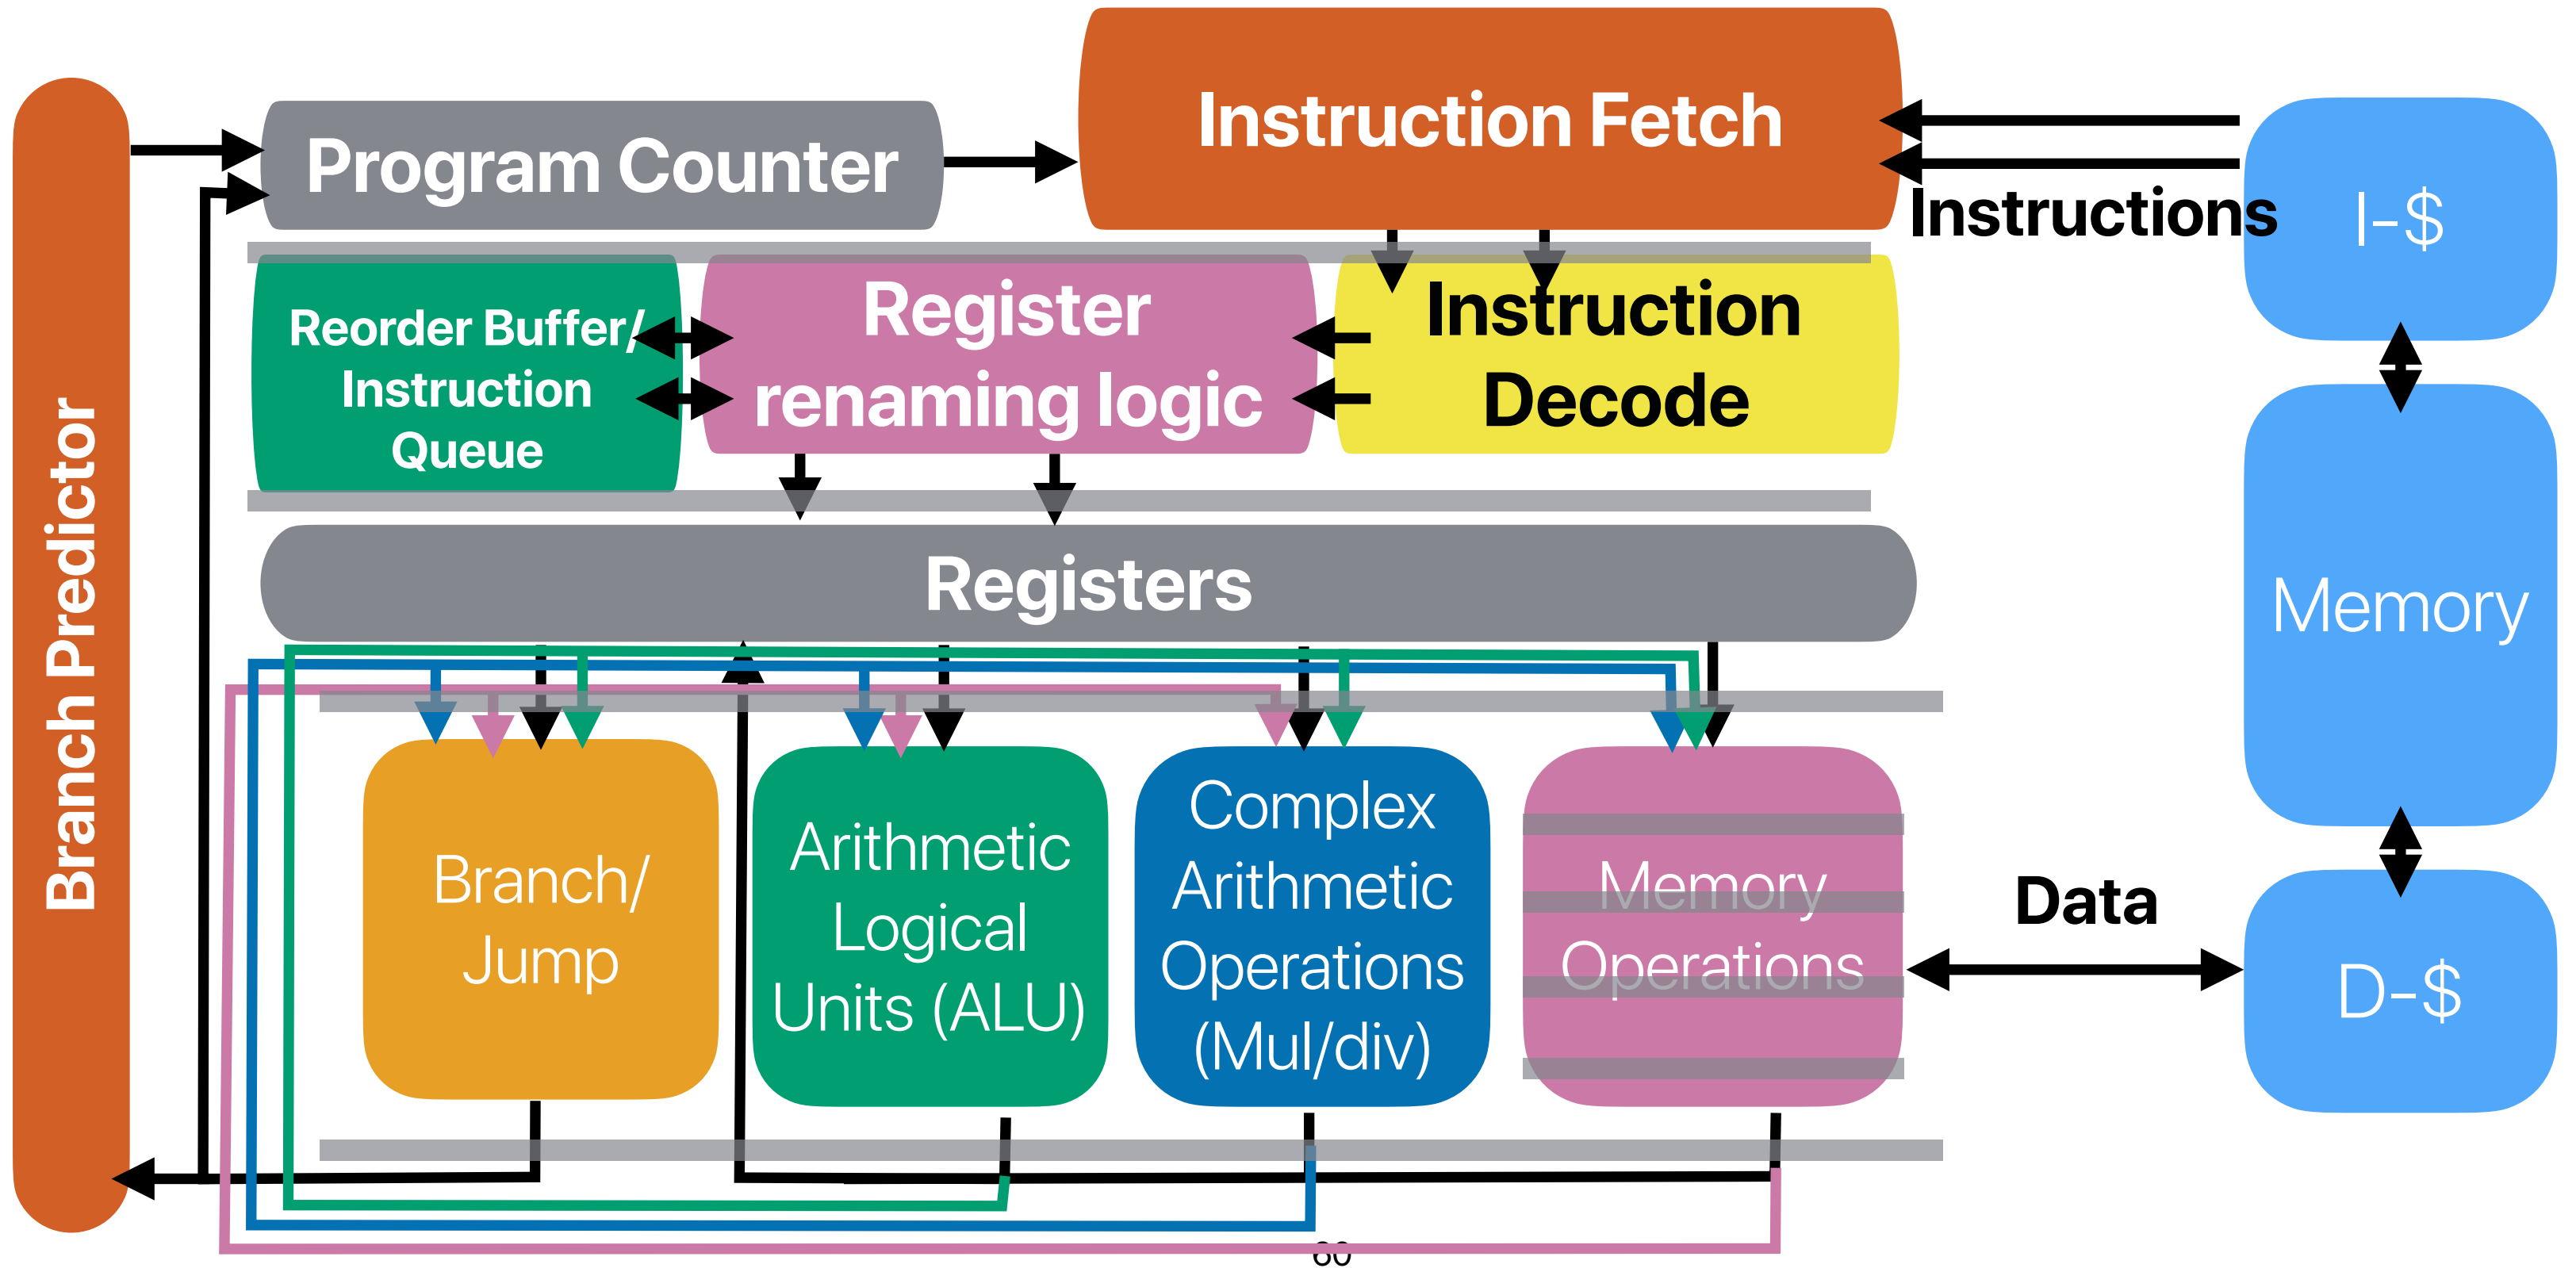 Branch Predictor
Program Counter
Instruction Fetch
Instructions
I-$
Reorder Buffer/
Instruction
Queue
Register
renaming logic
Instruction
Decode
Registers
Memory
Branch/
Jump
Arithmetic
Logical
Units (ALU)
Complex
Arithmetic
Operations
(Mul/div)
Memory
Operations
Data
D-$
60